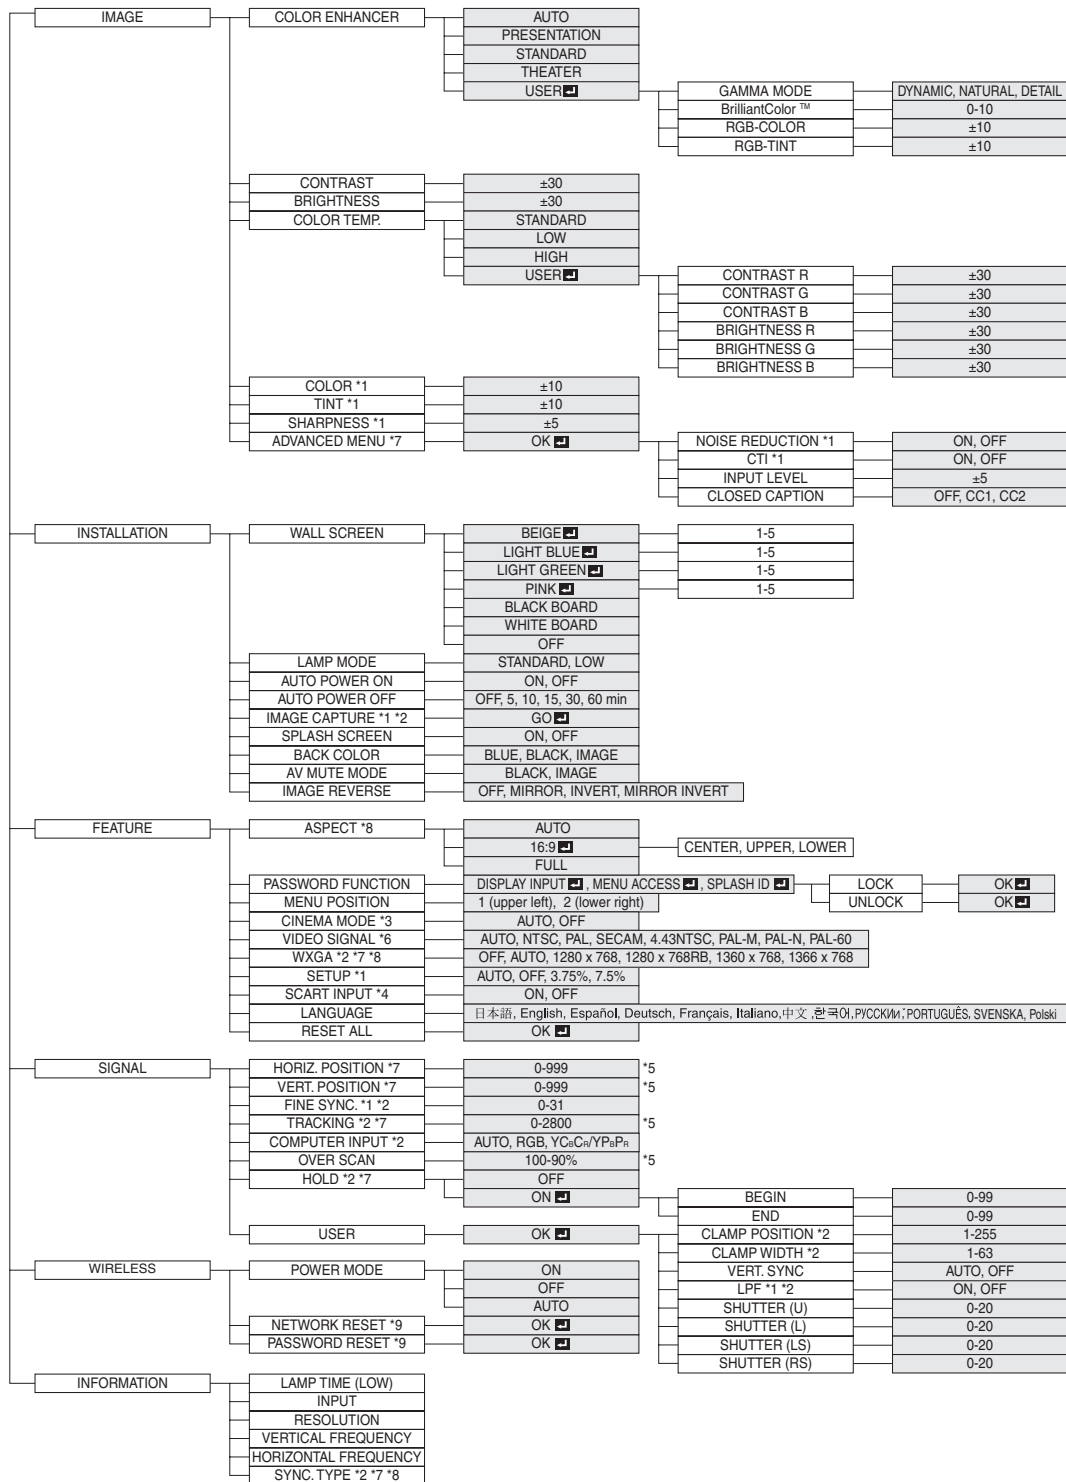 IMAGE COLOR ENHANCER AUTO
PRESENTATION
STANDARD
THEATER
USER GAMMA MODE DYNAMIC, NATURAL, DETAIL
BrilliantColor ™ 0-10
RGB-COLOR ±10
RGB-TINT ±10
CONTRAST ±30
BRIGHTNESS ±30
COLOR TEMP. STANDARD
LOW
HIGH
USER CONTRAST R ±30
CONTRAST G ±30
CONTRAST B ±30
BRIGHTNESS R ±30
BRIGHTNESS G ±30
BRIGHTNESS B ±30
COLOR *1 ±10
TINT *1 ±10
SHARPNESS *1 ±5
ADVANCED MENU *7 OK NOISE REDUCTION *1 ON, OFF
CTI *1 ON, OFF
INPUT LEVEL ±5
CLOSED CAPTION OFF, CC1, CC2
INSTALLATION WALL SCREEN BEIGE 1-5
LIGHT BLUE 1-5
LIGHT GREEN 1-5
PINK 1-5
BLACK BOARD
WHITE BOARD
OFF
LAMP MODE STANDARD, LOW
AUTO POWER ON ON, OFF
AUTO POWER OFF OFF, 5, 10, 15, 30, 60 min
IMAGE CAPTURE *1 *2 GO
SPLASH SCREEN ON, OFF
BACK COLOR BLUE, BLACK, IMAGE
AV MUTE MODE BLACK, IMAGE
IMAGE REVERSE OFF, MIRROR, INVERT, MIRROR INVERT
FEATURE ASPECT *8 AUTO
16:9 CENTER, UPPER, LOWER
FULL
PASSWORD FUNCTION DISPLAY INPUT , MENU ACCESS , SPLASH ID LOCK OK
MENU POSITION 1 (upper left), 2 (lower right) UNLOCK OK
CINEMA MODE *3 AUTO, OFF
VIDEO SIGNAL *6 AUTO, NTSC, PAL, SECAM, 4.43NTSC, PAL-M, PAL-N, PAL-60
WXGA *2 *7 *8 OFF, AUTO, 1280 x 768, 1280 x 768RB, 1360 x 768, 1366 x 768
SETUP *1 AUTO, OFF, 3.75%, 7.5%
SCART INPUT *4 ON, OFF
LANGUAGE 日本語, English, Español, Deutsch, Français, Italiano,中文 ,한국어,РУССКИй, PORTUGUÊS, SVENSKA, Polski
RESET ALL OK
SIGNAL HORIZ. POSITION *7 0-999 *5
VERT. POSITION *7 0-999 *5
FINE SYNC. *1 *2 0-31
TRACKING *2 *7 0-2800 *5
COMPUTER INPUT *2 AUTO, RGB, YCBCR/YPBPR
OVER SCAN 100-90% *5
HOLD *2 *7 OFF
ON BEGIN 0-99
END 0-99
USER OK CLAMP POSITION *2 1-255
CLAMP WIDTH *2 1-63
VERT. SYNC AUTO, OFF
LPF *1 *2 ON, OFF
SHUTTER (U) 0-20
SHUTTER (L) 0-20
SHUTTER (LS) 0-20
SHUTTER (RS) 0-20
WIRELESS POWER MODE ON
OFF
AUTO
NETWORK RESET *9 OK
PASSWORD RESET *9 OK
INFORMATION LAMP TIME (LOW)
INPUT
RESOLUTION
VERTICAL FREQUENCY
HORIZONTAL FREQUENCY
SYNC. TYPE *2 *7 *8